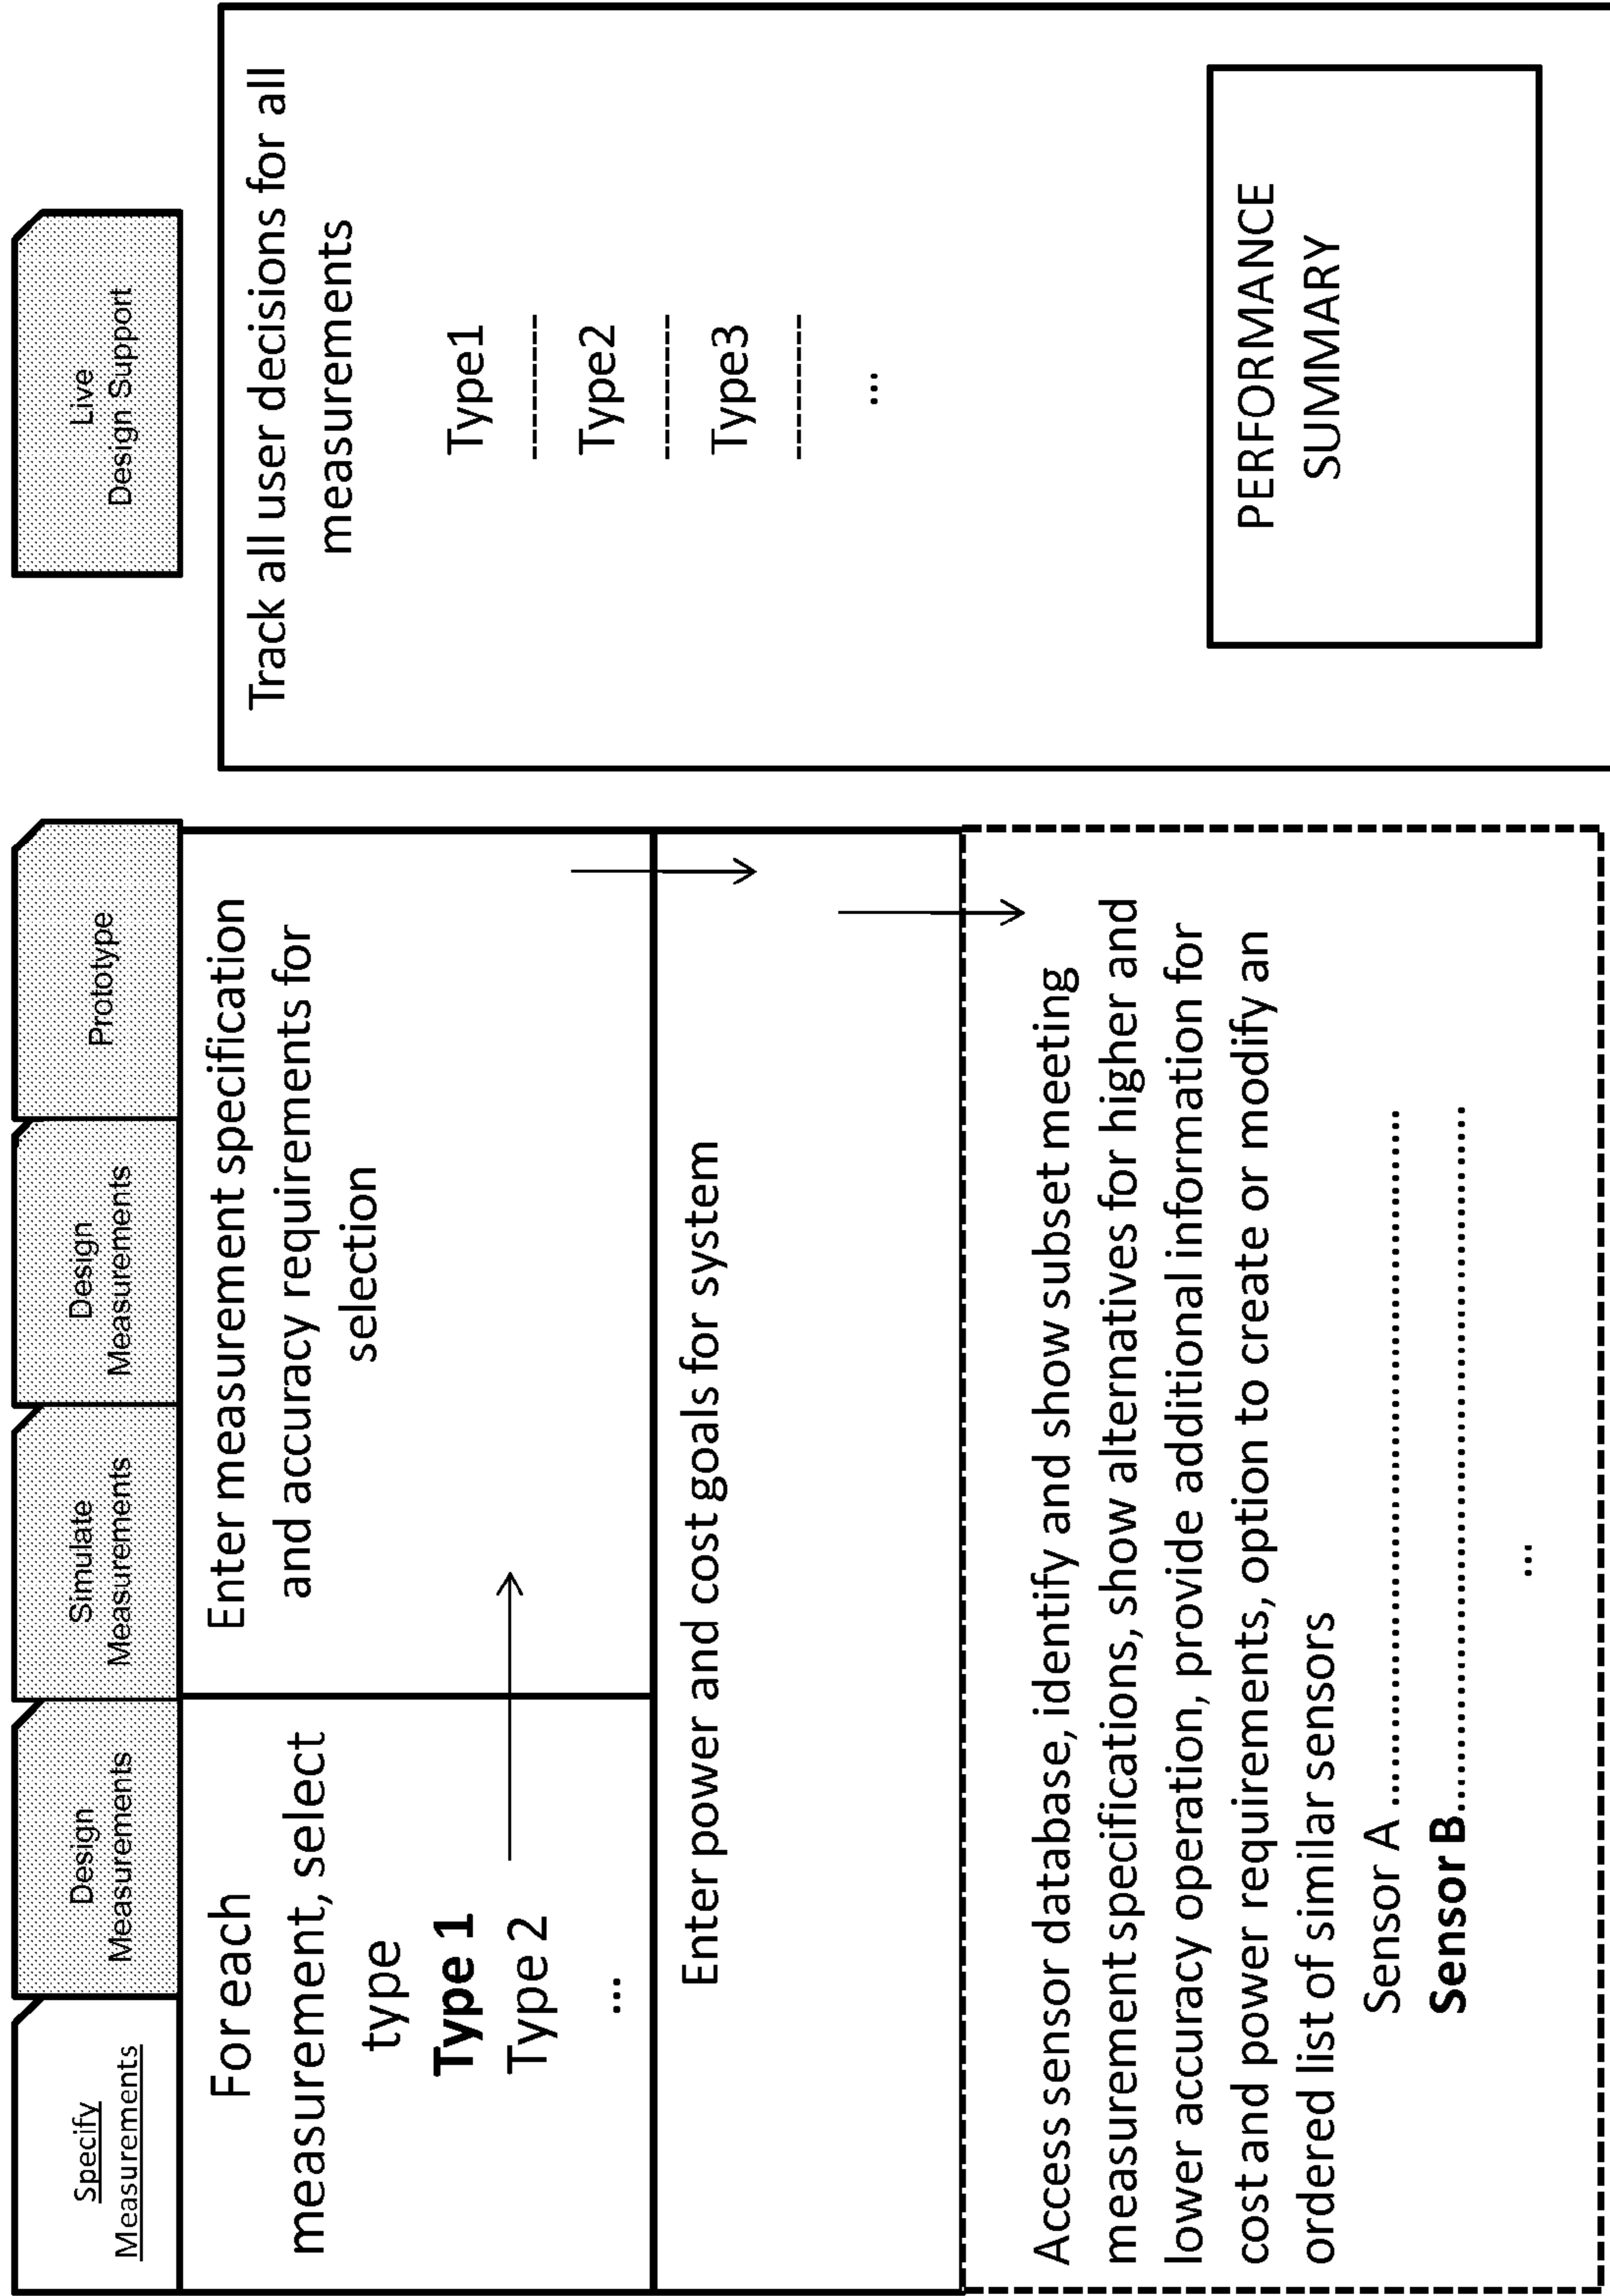 Specify
Measurements
Design
Measurements
Simulate
Measurements
Design
Measurements
Prototype
Live
Design Support
For each
measurement, select
type
Type 1
Type 2
...
Enter measurement specification
and accuracy requirements for
selection
Enter power and cost goals for system
Access sensor database, identify and show subset meeting
measurement specifications, show alternatives for higher and
lower accuracy operation, provide additional information for
cost and power requirements, option to create or modify an
ordered list of similar sensors
Sensor A ......................................................
Sensor B......................................................
...
Track all user decisions for all
measurements
Type1
----------
Type2
----------
Type3
----------
...
PERFORMANCE
SUMMARY